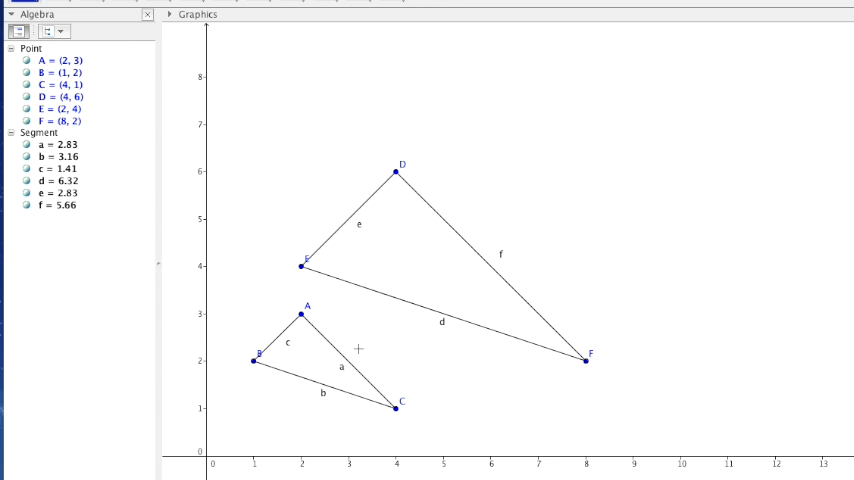 Algebra
Graphics
Point
A = (2, 3)
B = (1, 2)
C = (4, 1)
D = (4, 6)
E = (2, 4)
F = (8, 2)
Segment
a = 2.83
b = 3.16
c = 1.41
d = 6.32
e = 2.83
f = 5.66
8
7
6
5
4
3
2
1
0
0 1 2 3 4 5 6 7 8 9 10 11 12 13
D
e
f
E
d
A
F
B
c
a
b
C